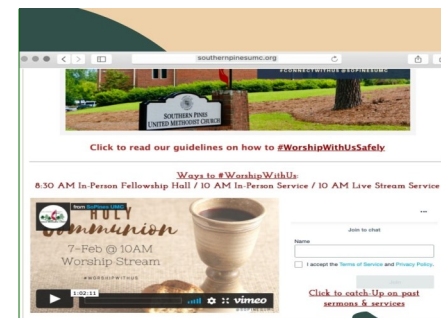 southernpinesumc.org
#CONNECTWITHUS @SOPINESUMC
SOUTHERN PINES
UNITED METHODIST CHURCH
Click to read our guidelines on how to #WorshipWithUsSafely
Ways to #WorshipWithUs:
8:30 AM In-Person Fellowship Hall / 10 AM In-Person Service / 10 AM Live Stream Service
from SoPines UMC
HOLY
Communion
7-Feb @ 10AM
Worship Stream
#WORSHIPWITHUS
1:02:11
vimeo
Join to chat
Name
I accept the Terms of Service and Privacy Policy.
Click to catch-Up on past
sermons & services